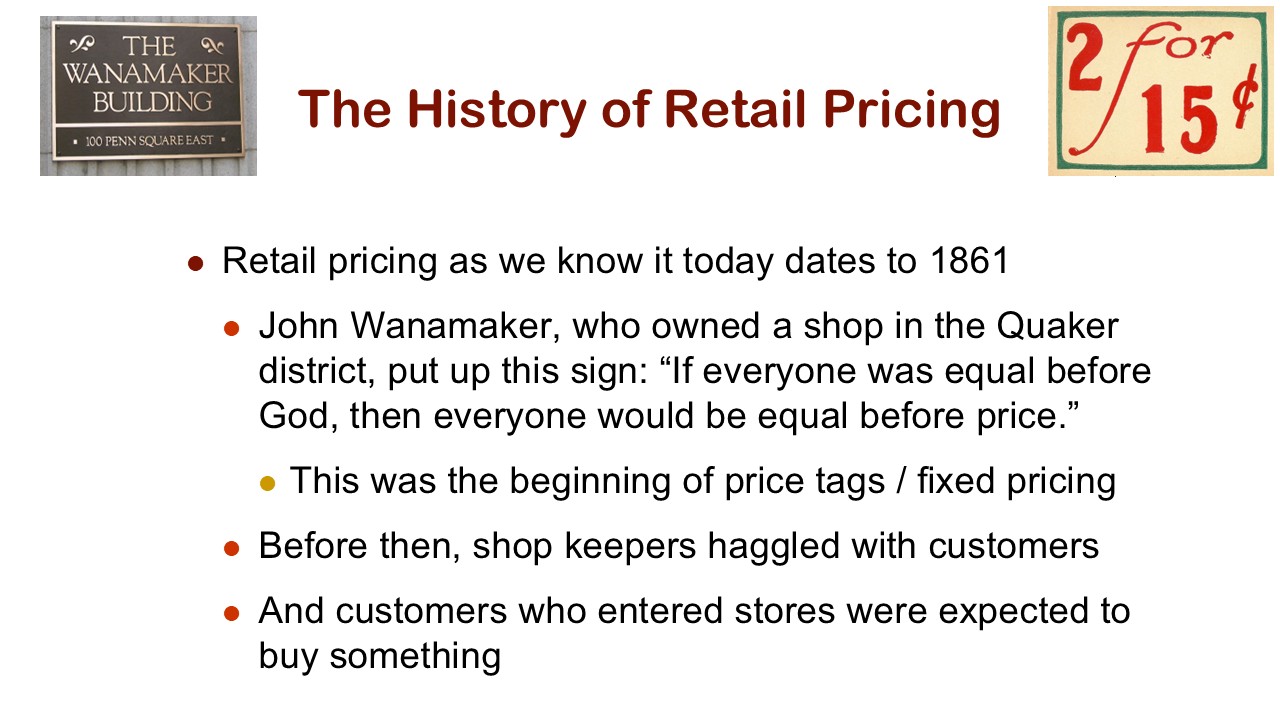 THE
WANAMAKER
BUILDING
▪ 100 PENN SQUARE EAST ▪
2 for
15¢
The History of Retail Pricing
● Retail pricing as we know it today dates to 1861
● John Wanamaker, who owned a shop in the Quaker
district, put up this sign: “If everyone was equal before
God, then everyone would be equal before price.”
● This was the beginning of price tags / fixed pricing
● Before then, shop keepers haggled with customers
● And customers who entered stores were expected to
buy something